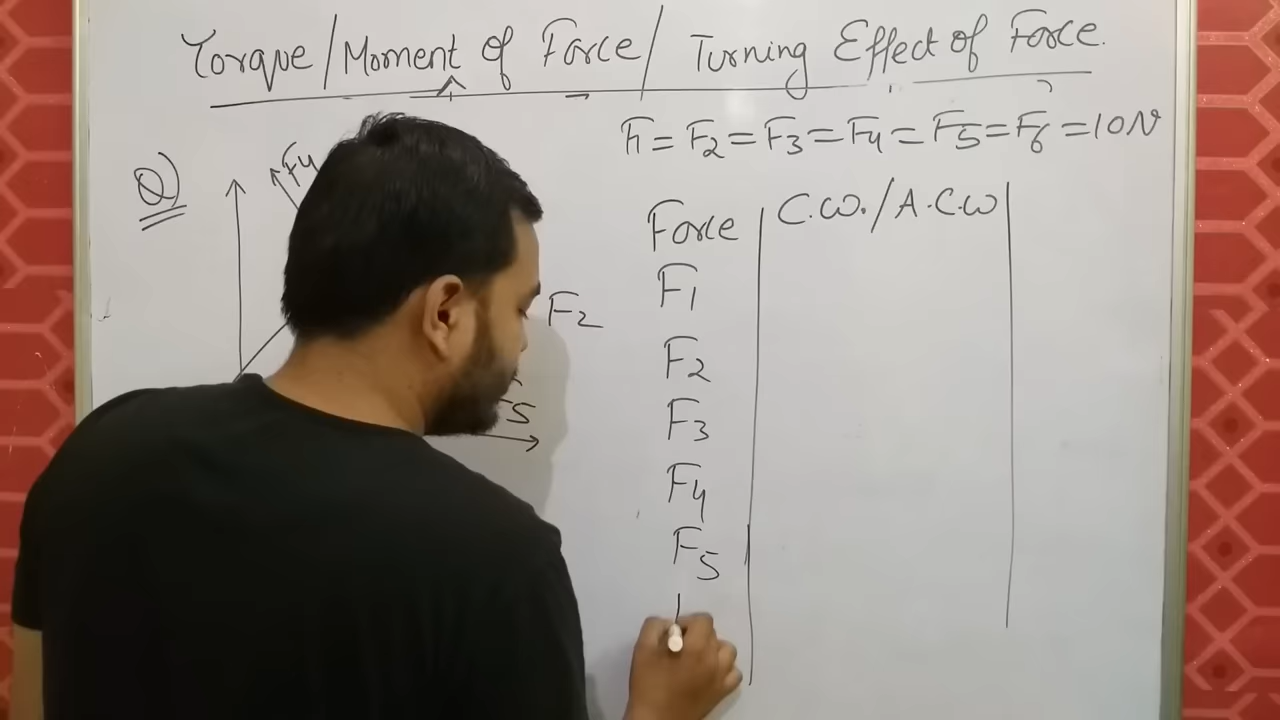 Torque/Moment of Force/ Turning Effect of Force.
F1 = F2 = F3 = F4 = F5 = F6 = 10N
Q)
F4
F2
F5
Force C.W./A.C.W
F1
F2
F3
F4
F5